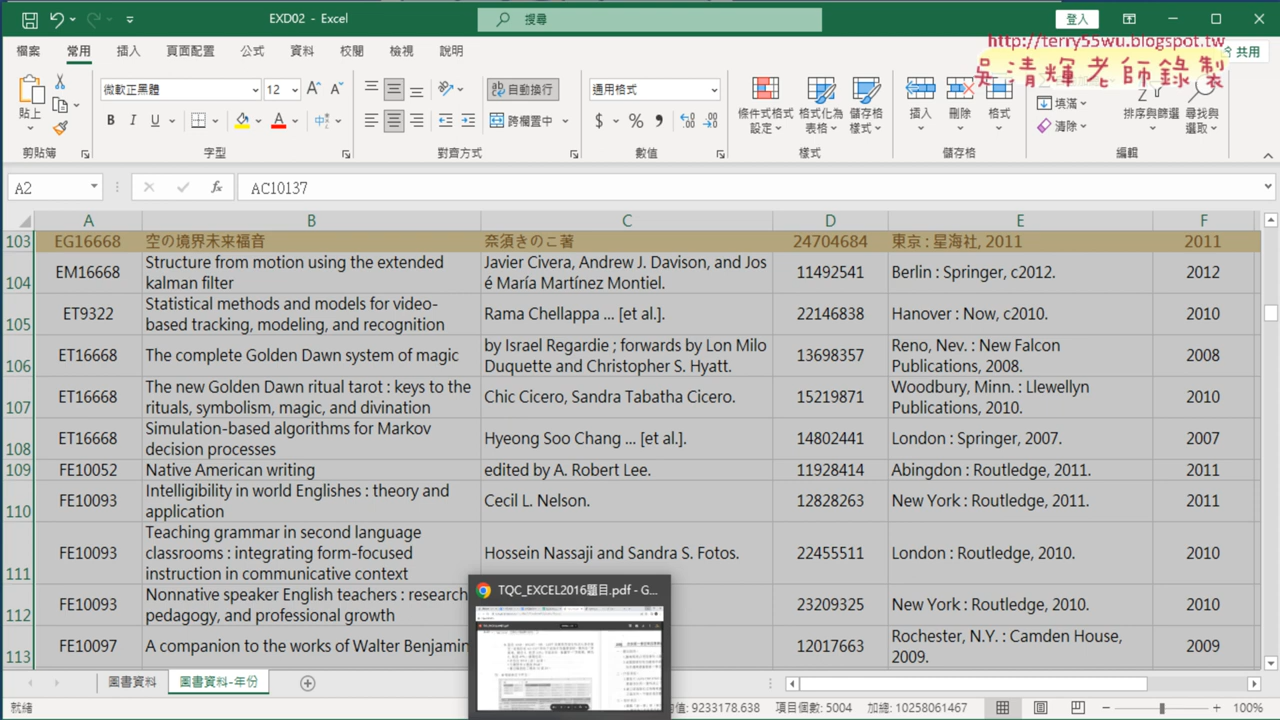 EXD02 - Excel
搜尋
登入
http://terry55wu.blogspot.tw
吳清輝老師錄製
檔案 常用 插入 頁面配置 公式 資料 校閱 檢視 說明 共用
貼上
剪貼簿
微軟正黑體 12
字型
自動換行
跨欄置中
對齊方式
通用格式
數值
條件式格式設定
格式化為表格
儲存格樣式
樣式
插入 刪除 格式
儲存格
填滿
清除
排序與篩選
尋找與選取
編輯
A2 AC10137
A B C D E F
103 EG16668 空の境界未来福音 奈須きのこ著 24704684 東京 : 星海社, 2011 2011
104 EM16668 Structure from motion using the extended kalman filter Javier Civera, Andrew J. Davison, and José María Martínez Montiel. 11492541 Berlin : Springer, c2012. 2012
105 ET9322 Statistical methods and models for video-based tracking, modeling, and recognition Rama Chellappa ... [et al.]. 22146838 Hanover : Now, c2010. 2010
106 ET16668 The complete Golden Dawn system of magic by Israel Regardie ; forewords by Lon Milo Duquette and Christopher S. Hyatt. 13698357 Reno, Nev. : New Falcon Publications, 2008. 2008
107 ET16668 The new Golden Dawn ritual tarot : keys to the rituals, symbolism, magic, and divination Chic Cicero, Sandra Tabatha Cicero. 15219871 Woodbury, Minn. : Llewellyn Publications, 2010. 2010
108 ET16668 Simulation-based algorithms for Markov decision processes Hyeong Soo Chang ... [et al.]. 14802441 London : Springer, 2007. 2007
109 FE10052 Native American writing edited by A. Robert Lee. 11928414 Abingdon : Routledge, 2011. 2011
110 FE10093 Intelligibility in world Englishes : theory and application Cecil L. Nelson. 12828263 New York : Routledge, 2011. 2011
111 FE10093 Teaching grammar in second language classrooms : integrating form-focused instruction in communicative context Hossein Nassaji and Sandra S. Fotos. 22455511 London : Routledge, 2010. 2010
112 FE10093 Nonnative speaker English teachers : research, pedagogy, and professional growth 23209325 New York : Routledge, 2010. 2010
113 FE10097 A companion to the works of Walter Benjamin 12017663 Rochester, N.Y. : Camden House, 2009. 2009
TQC_EXCEL2016題目.pdf - G...
圖書資料 圖書資料-年份
就緒 值: 9233178.638 項目個數: 5004 加總: 10258061467 100%